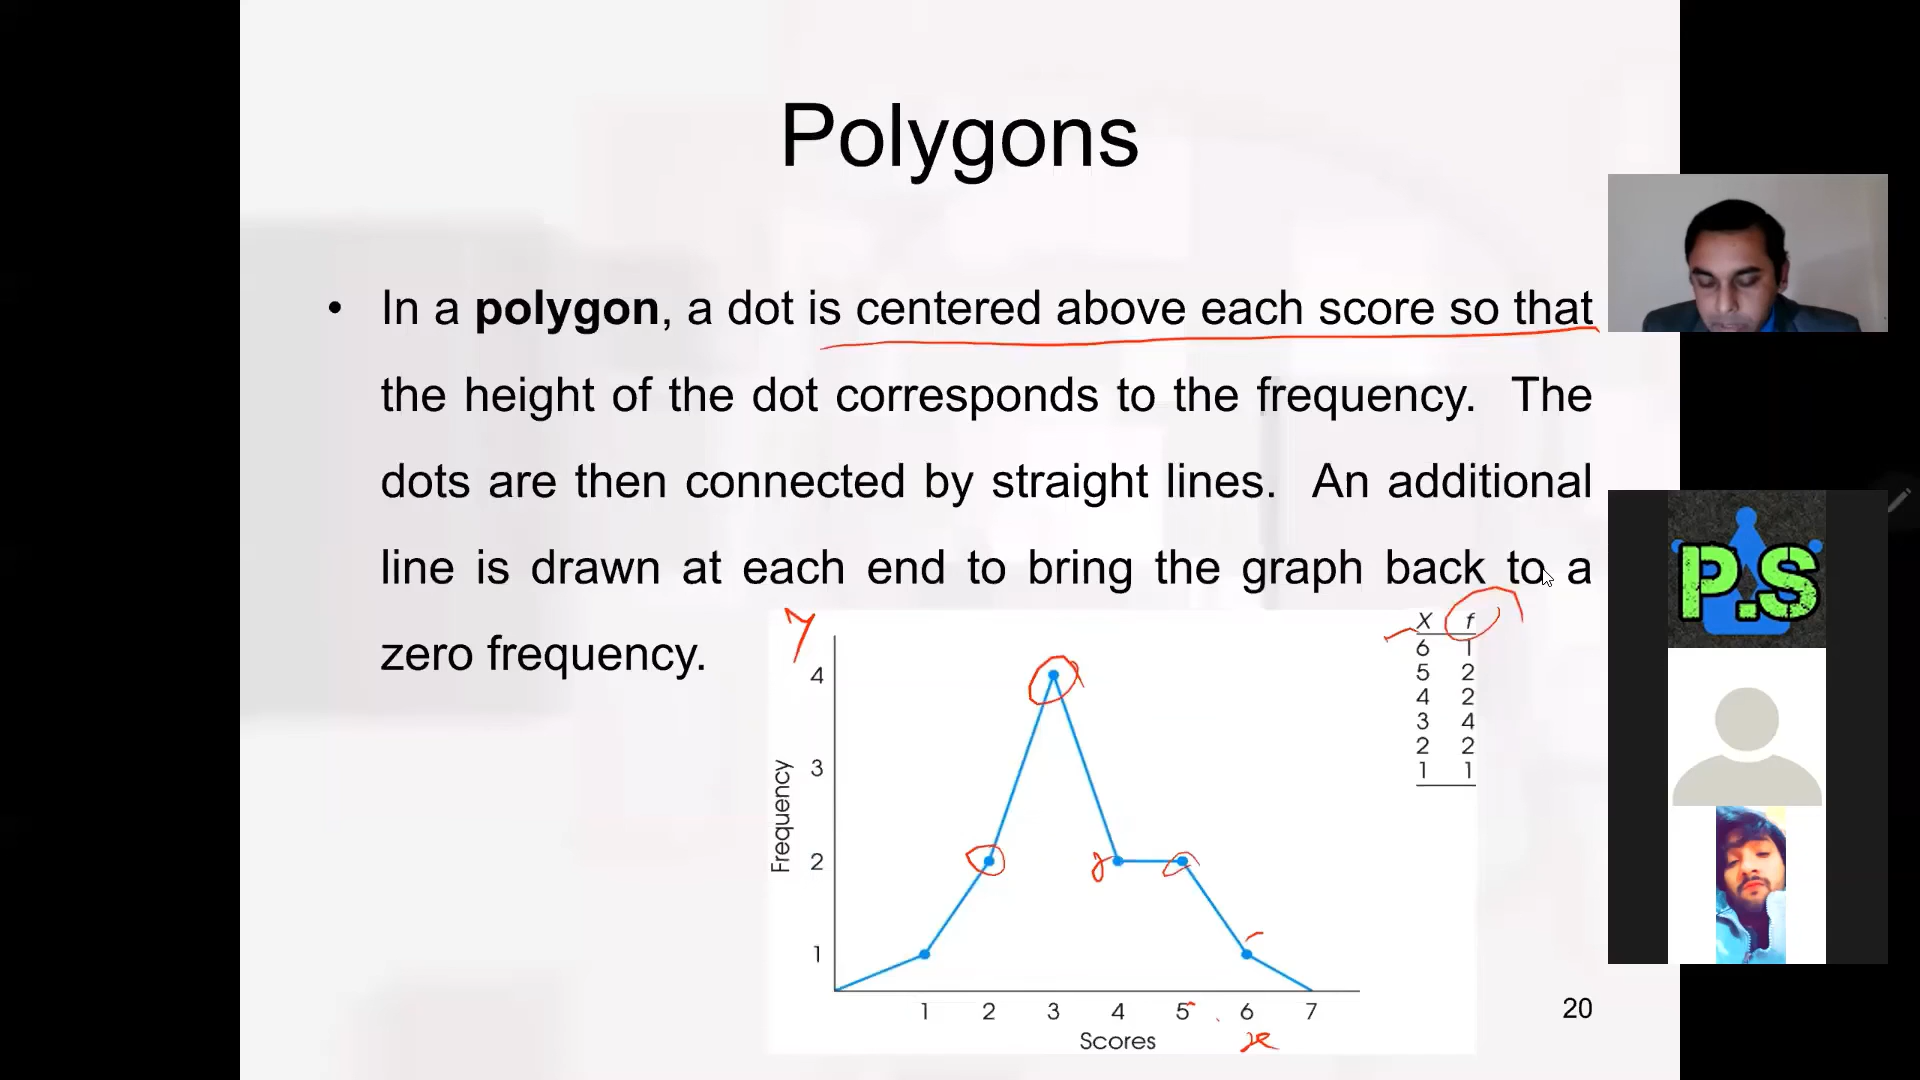 Polygons
• In a polygon, a dot is centered above each score so that
the height of the dot corresponds to the frequency. The
dots are then connected by straight lines. An additional
line is drawn at each end to bring the graph back to a
zero frequency.
y
X f
6 1
5 2
4 2
3 4
2 2
1 1
4
3
2
1
Frequency
1 2 3 4 5 6 7
Scores
x
20
P.S